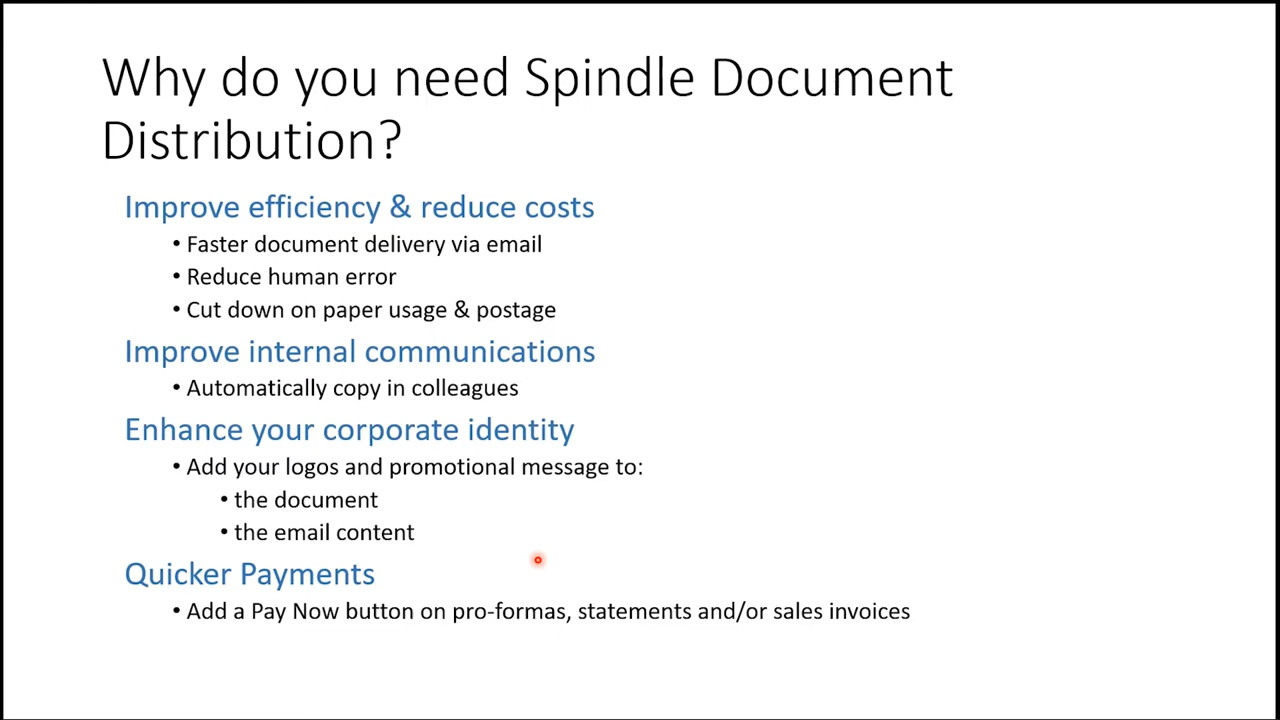 Why do you need Spindle Document
Distribution?
Improve efficiency & reduce costs
• Faster document delivery via email
• Reduce human error
• Cut down on paper usage & postage
Improve internal communications
• Automatically copy in colleagues
Enhance your corporate identity
• Add your logos and promotional message to:
• the document
• the email content
Quicker Payments
• Add a Pay Now button on pro-formas, statements and/or sales invoices